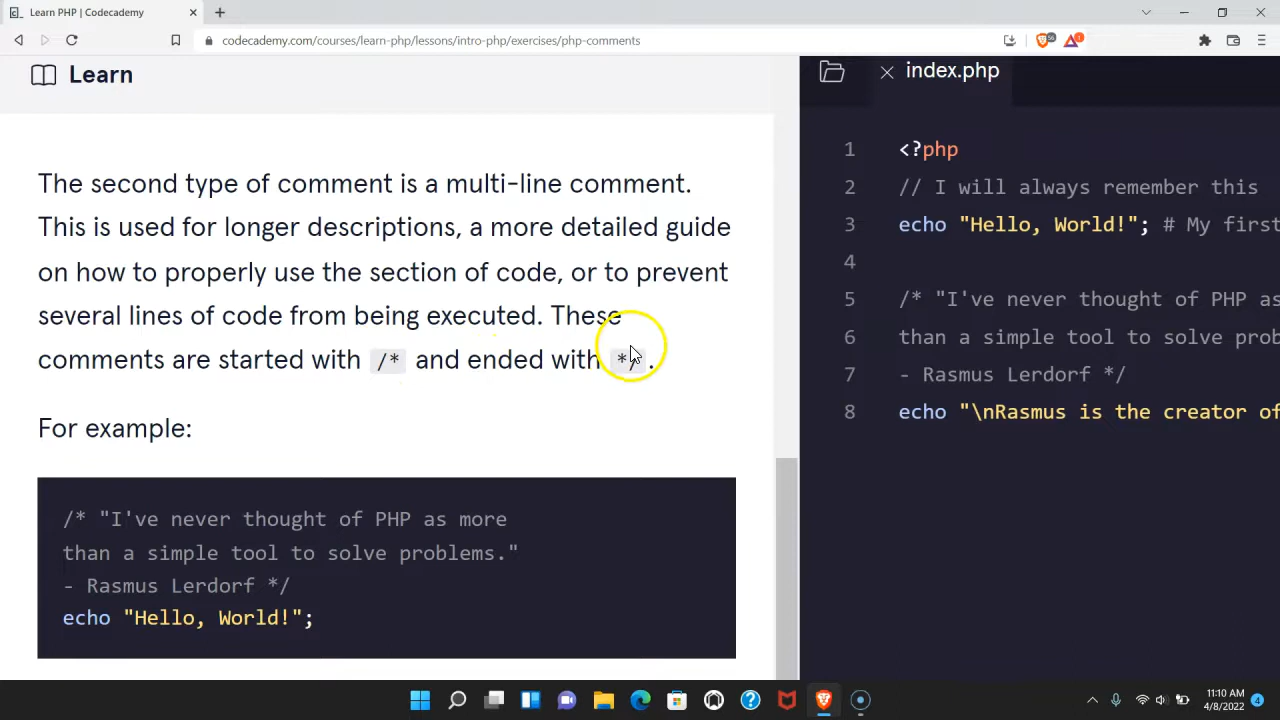 Learn PHP | Codecademy
codecademy.com/courses/learn-php/lessons/intro-php/exercises/php-comments
56
1
Learn
The second type of comment is a multi-line comment.
This is used for longer descriptions, a more detailed guide
on how to properly use the section of code, or to prevent
several lines of code from being executed. These
comments are started with /* and ended with */.
For example:
/* "I've never thought of PHP as more
than a simple tool to solve problems."
- Rasmus Lerdorf */
echo "Hello, World!";
index.php
1 <?php
2 // I will always remember this
3 echo "Hello, World!"; # My first
4
5 /* "I've never thought of PHP as
6 than a simple tool to solve prob
7 - Rasmus Lerdorf */
8 echo "\nRasmus is the creator of
11:10 AM
4/8/2022
4